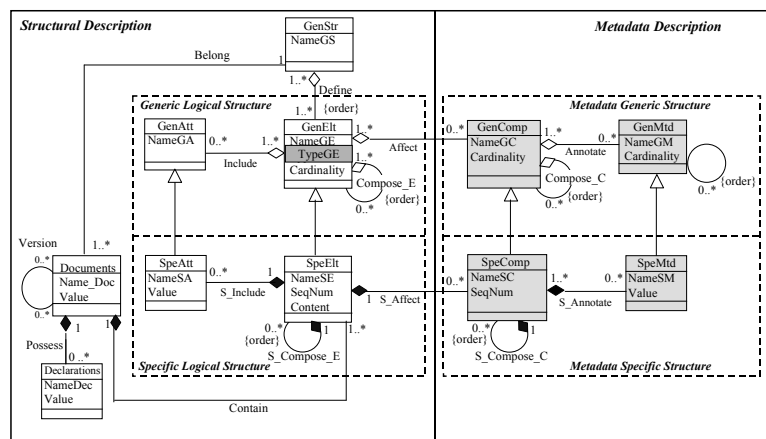 Structural Description
Metadata Description
GenStr
NameGS
Belong
1
1..*
Define
{order}
1..*
Generic Logical Structure
Metadata Generic Structure
GenAtt
NameGA
0..*
Include
1..*
GenElt
NameGE
TypeGE
Cardinality
1..*
1..*
Compose_E
{order}
0..*
Affect
0..*
GenComp
NameGC
Cardinality
1..*
1..*
Compose_C
{order}
0..*
Annotate
0..*
GenMtd
NameGM
Cardinality
{order}
0..*
Version
0..*
0..*
1..*
Documents
Name_Doc
Value
1
1
Possess
0..*
Declarations
NameDec
Value
SpeAtt
NameSA
Value
0..*
S_Include
1
SpeElt
NameSE
SeqNum
Content
1
S_Affect
0..*
0..*
{order}
1
S_Compose_E
1..*
Contain
SpeComp
NameSC
SeqNum
1..*
S_Annotate
0..*
SpeMtd
NameSM
Value
0..*
{order}
1
S_Compose_C
Specific Logical Structure
Metadata Specific Structure